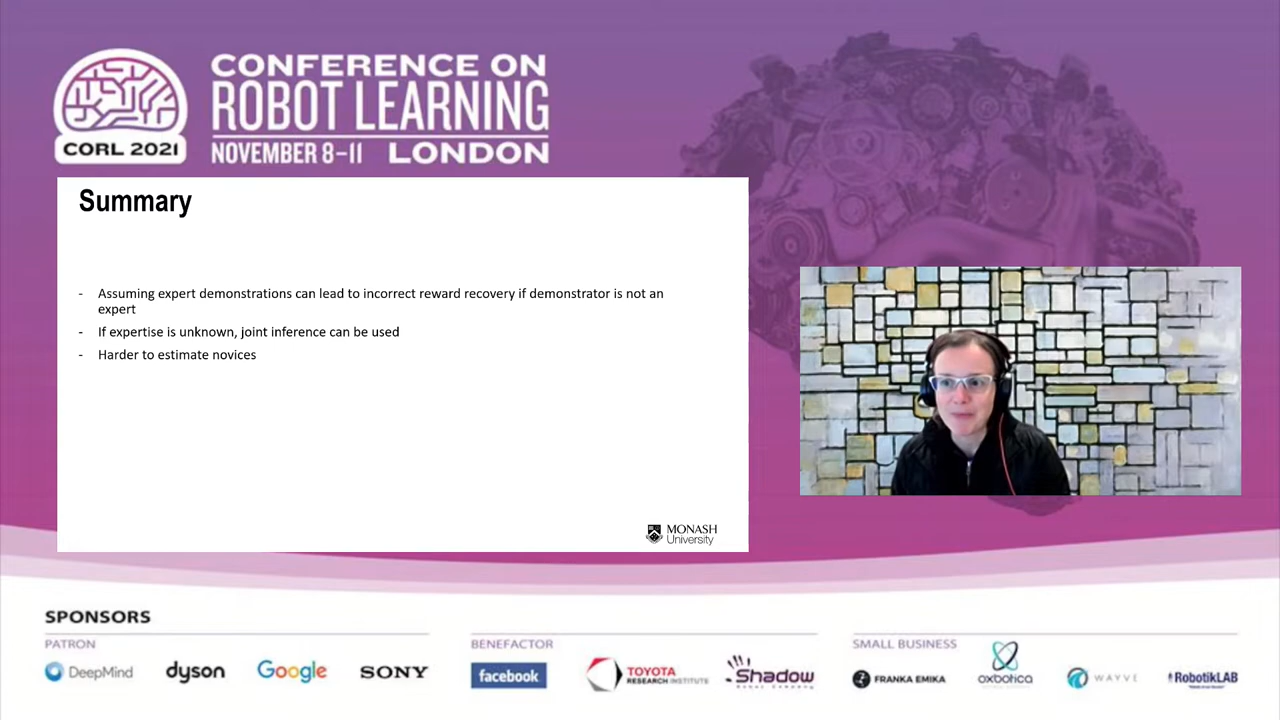 CORL 2021
CONFERENCE ON
ROBOT LEARNING
NOVEMBER 8-11 LONDON
Summary
- Assuming expert demonstrations can lead to incorrect reward recovery if demonstrator is not an
expert
- If expertise is unknown, joint inference can be used
- Harder to estimate novices
MONASH
University
SPONSORS
PATRON
DeepMind
dyson
Google
SONY
BENEFACTOR
facebook
TOYOTA
RESEARCH INSTITUTE
Shadow
Robot Company
SMALL BUSINESS
FRANKA EMIKA
oxbotica
WAYVE
RobotikLAB